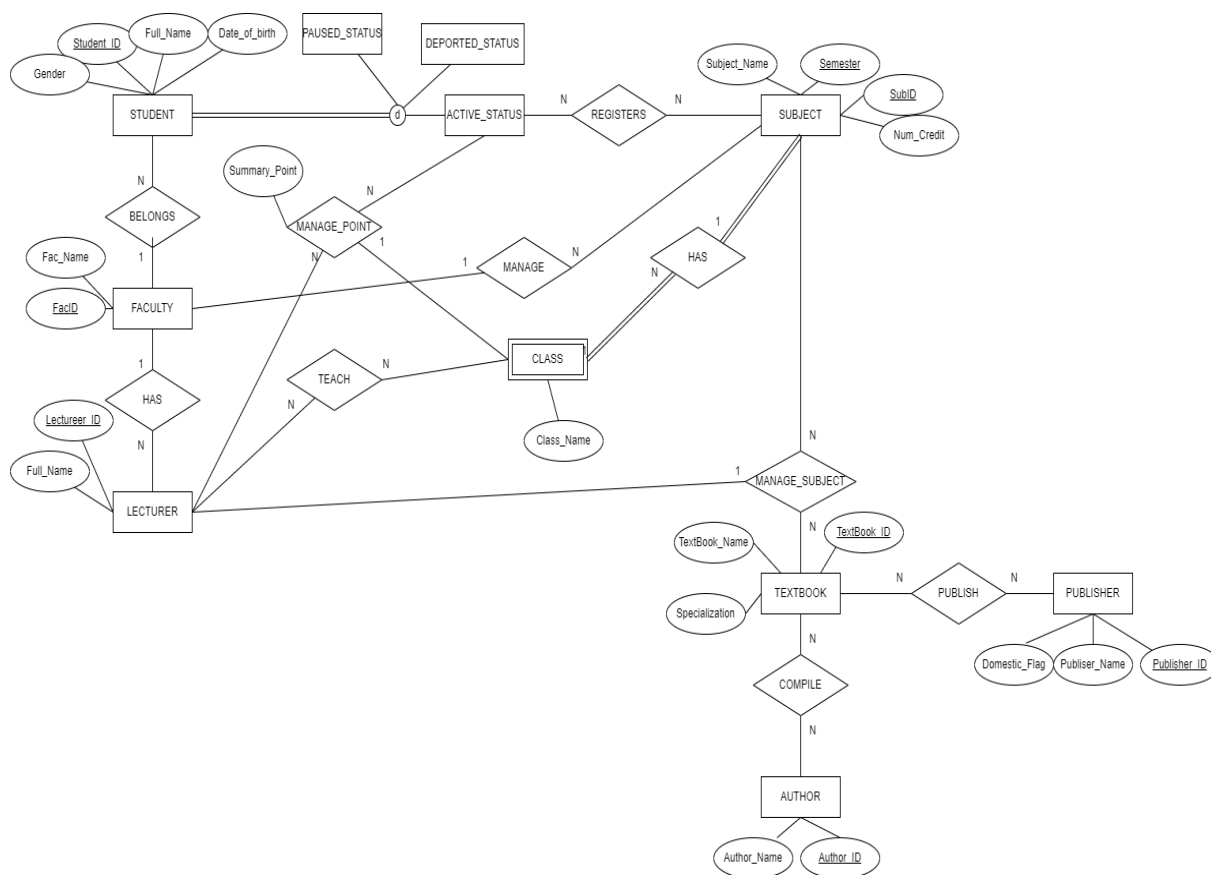 Full_Name
Date_of_birth
Student_ID
PAUSED_STATUS
DEPORTED_STATUS
Gender
Subject_Name
Semester
SubID
STUDENT
d
ACTIVE_STATUS
N
REGISTERS
N
SUBJECT
Num_Credit
Summary_Point
N
N
BELONGS
MANAGE_POINT
N
1
1
1
Fac_Name
1
MANAGE
N
N
HAS
FacID
FACULTY
1
N
TEACH
N
CLASS
1
HAS
N
Lectureer_ID
Class_Name
N
N
Full_Name
LECTURER
1
MANAGE_SUBJECT
N
TextBook_Name
TextBook_ID
TEXTBOOK
N
PUBLISH
N
PUBLISHER
Specialization
N
Domestic_Flag
Publiser_Name
Publisher_ID
COMPILE
N
AUTHOR
Author_Name
Author_ID